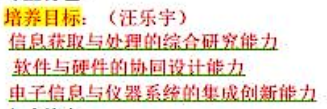 培养目标：（汪乐宇）
信息获取与处理的综合研究能力
软件与硬件的协同设计能力
电子信息与仪器系统的集成创新能力